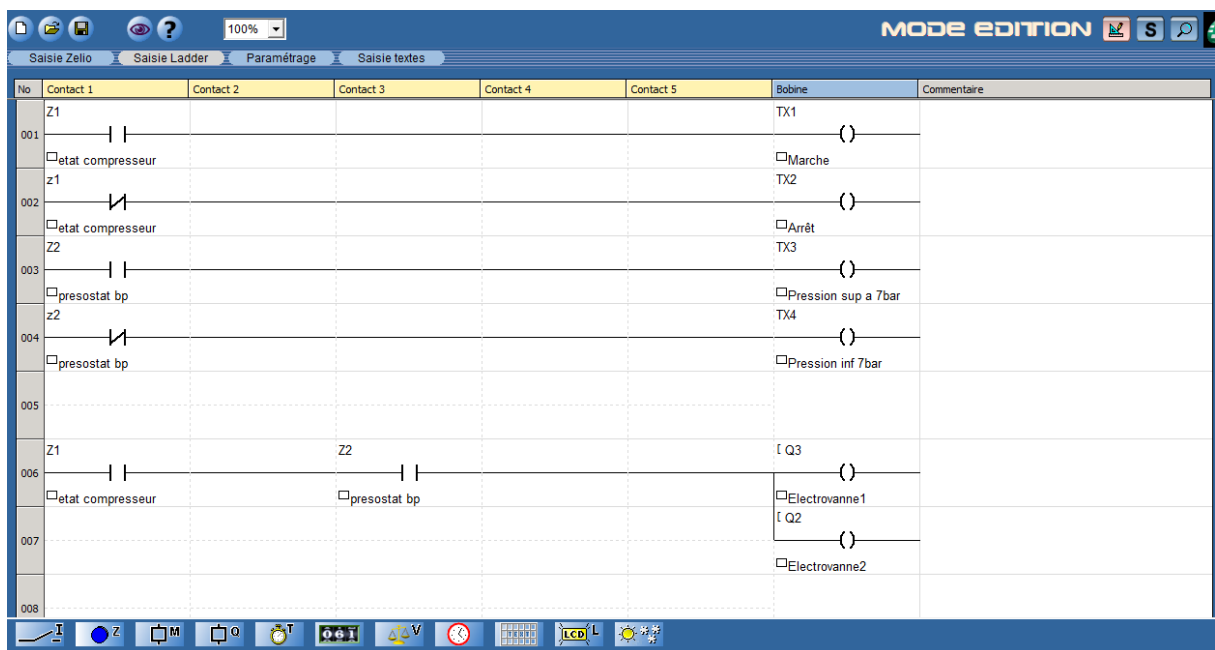 100%
MODE EDITION
S
Saisie Zelio Saisie Ladder Paramétrage Saisie textes
No Contact 1 Contact 2 Contact 3 Contact 4 Contact 5 Bobine Commentaire
Z1 TX1
001
etat compresseur Marche
z1 TX2
002
etat compresseur Arrêt
Z2 TX3
003
presostat bp Pression sup a 7bar
z2 TX4
004
presostat bp Pression inf 7bar
005
Z1 Z2 [ Q3
006
etat compresseur presostat bp Electrovanne1
[ Q2
007
Electrovanne2
008
I Z M Q T 061 V LCD L